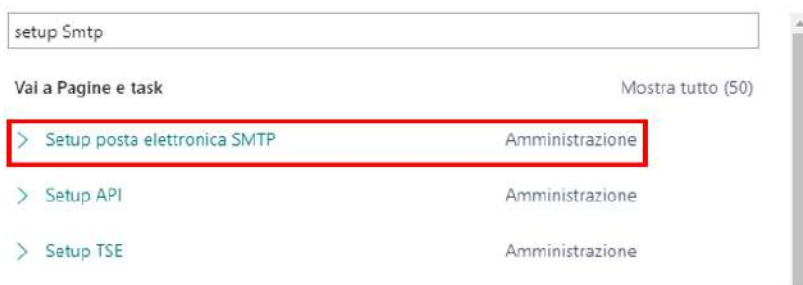 setup Smtp
Vai a Pagine e task Mostra tutto (50)
Setup posta elettronica SMTP Amministrazione
Setup API Amministrazione
Setup TSE Amministrazione